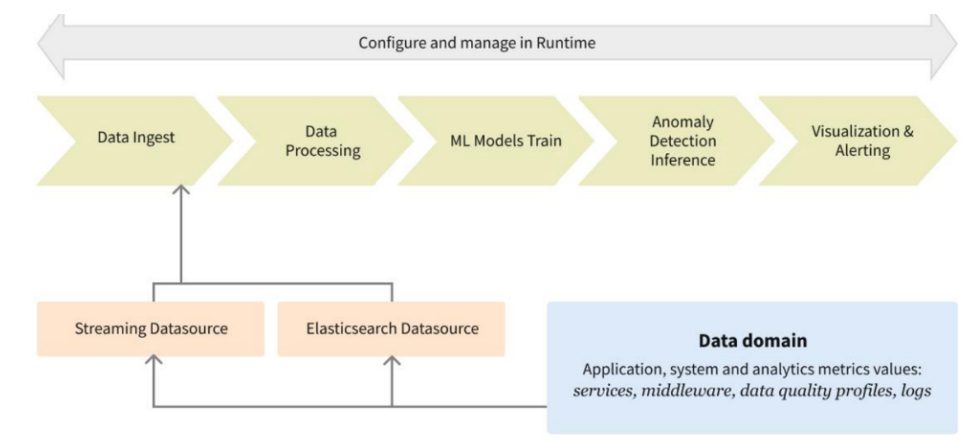 Configure and manage in Runtime
Data Ingest
Data
Processing
ML Models Train
Anomaly
Detection
Inference
Visualization &
Alerting
Streaming Datasource
Elasticsearch Datasource
Data domain
Application, system and analytics metrics values:
services, middleware, data quality profiles, logs